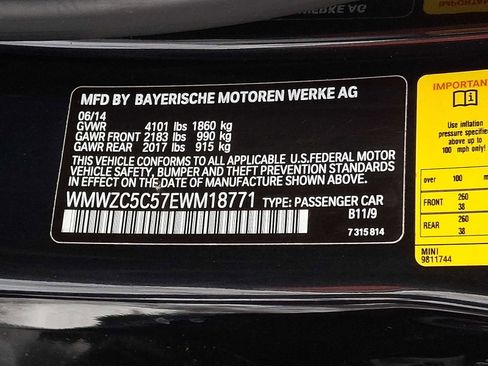 WERKE AG
MFD BY BAYERISCHE MOTOREN WERKE AG
06/14
GVWR 4101 lbs 1860 kg
GAWR FRONT 2183 lbs 990 kg
GAWR REAR 2017 lbs 915 kg
THIS VEHICLE CONFORMS TO ALL APPLICABLE U.S.FEDERAL MOTOR
VEHICLE SAFETY, BUMPER AND THEFT PREVENTION STANDARDS
IN EFFECT ON THE DATE OF MANUFACTURE SHOWN ABOVE.
WMWZC5C57EWM18771 TYPE: PASSENGER CAR
B11/9
7 315 814
IMPORTAN
Use inflation
pressure specifie
above up to
100 mph only!
over 100
FRONT 260
38
REAR 260
38
MINI
9811744